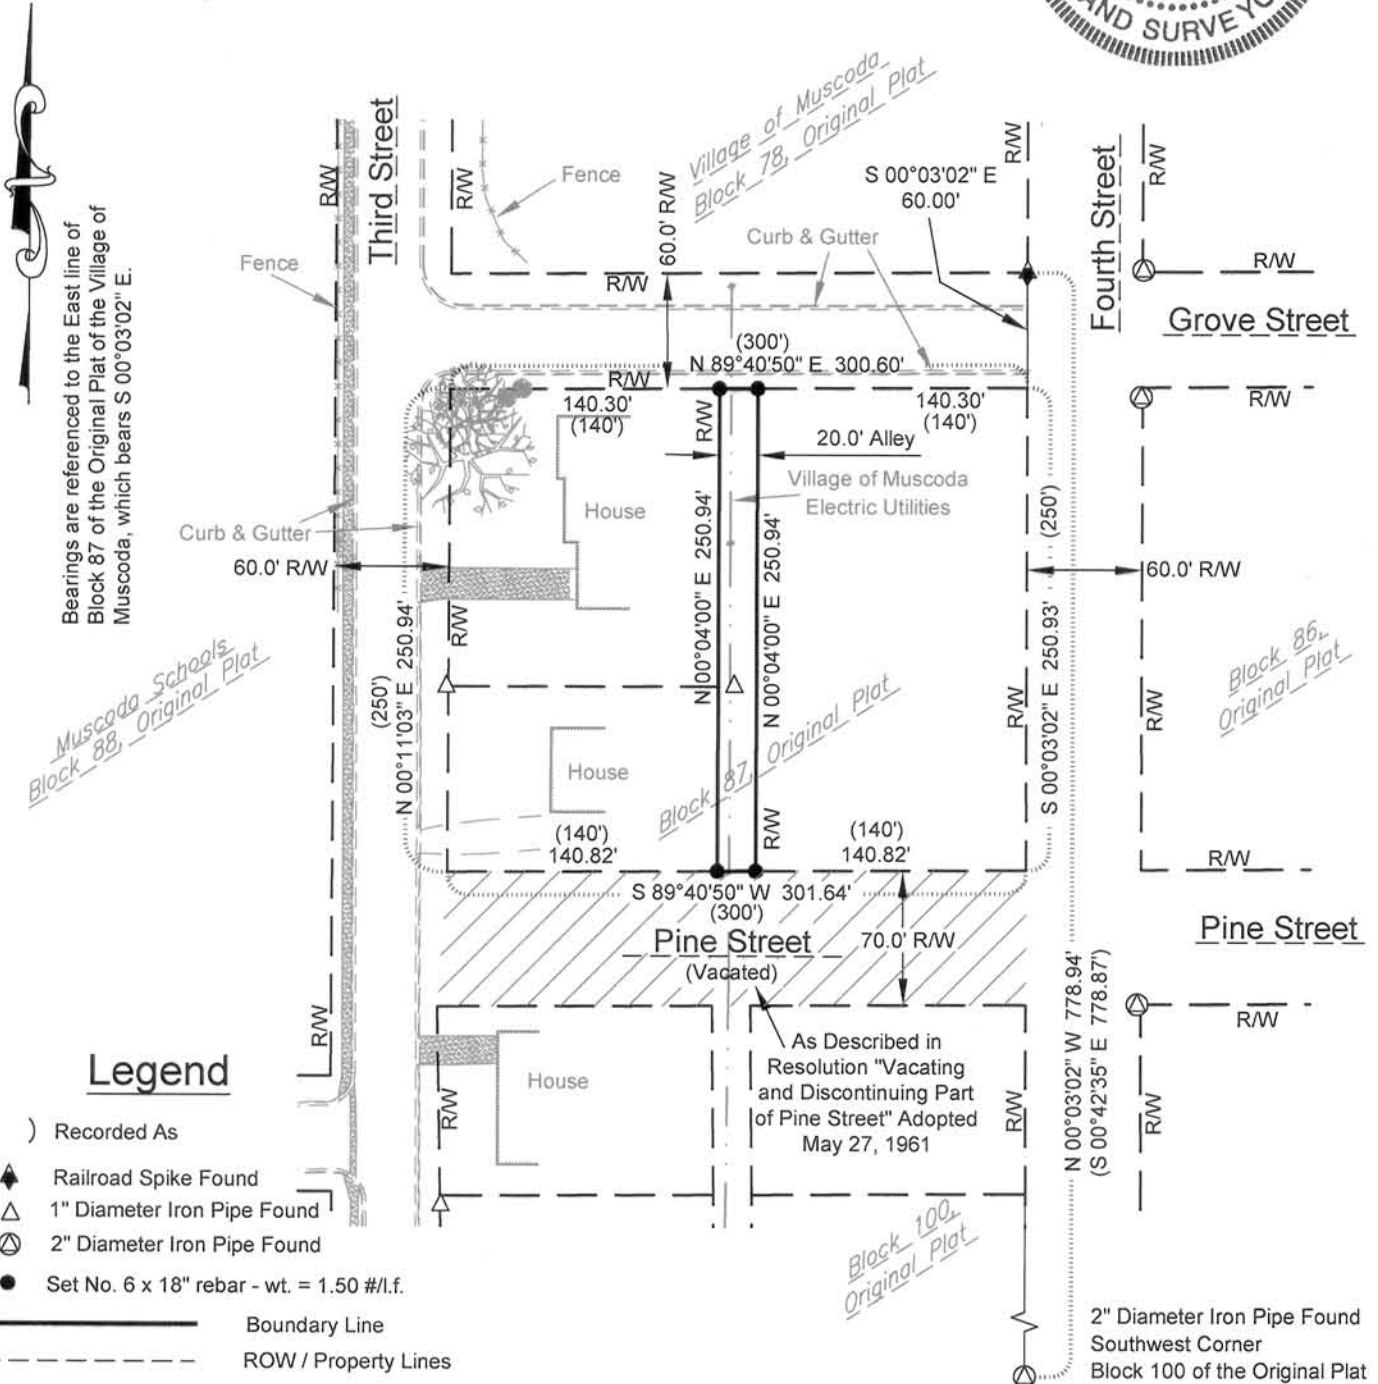 AND SURVEYO
Bearings are referenced to the East line of
Block 87 of the Original Plat of the Village of
Muscoda, which bears S 00°03'02" E.
R/W
Third Street
R/W
Fence
Village of Muscoda
Block 78, Original Plat
60.0' R/W
S 00°03'02" E
60.00'
R/W
Fourth Street
R/W
Fence
Curb & Gutter
R/W
R/W
Grove Street
(300')
N 89°40'50" E 300.60'
R/W
140.30'
(140')
R/W
140.30'
(140')
R/W
20.0' Alley
House
Village of Muscoda
Electric Utilities
Curb & Gutter
60.0' R/W
(250')
60.0' R/W
N 00°04'00" E 250.94'
N 00°04'00" E 250.94'
R/W
(250')
N 00°11'03" E 250.94'
S 00°03'02" E 250.93'
R/W
R/W
Muscoda Schools
Block 88, Original Plat
Block 86,
Original Plat
House
Block 87, Original Plat
R/W
(140')
140.82'
(140')
140.82'
R/W
S 89°40'50" W 301.64'
(300')
Pine Street
(Vacated)
70.0' R/W
Pine Street
R/W
R/W
N 00°03'02" W 778.94'
(S 00°42'35" E 778.87')
As Described in
Resolution "Vacating
and Discontinuing Part
of Pine Street" Adopted
May 27, 1961
House
R/W
R/W
R/W
Legend
) Recorded As
Railroad Spike Found
1" Diameter Iron Pipe Found
2" Diameter Iron Pipe Found
Set No. 6 x 18" rebar - wt. = 1.50 #/l.f.
Boundary Line
ROW / Property Lines
Block 100,
Original Plat
2" Diameter Iron Pipe Found
Southwest Corner
Block 100 of the Original Plat